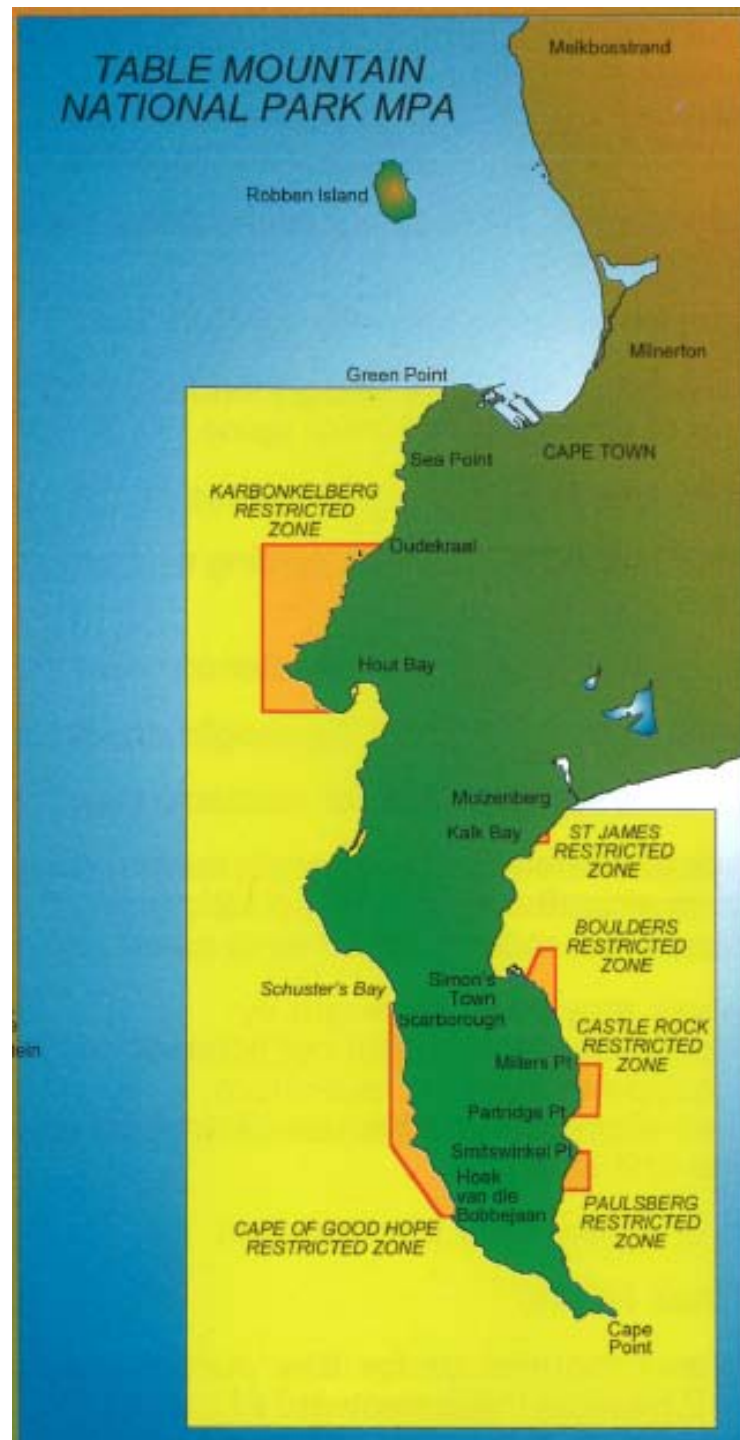 TABLE MOUNTAIN
NATIONAL PARK MPA
Melkbosstrand
Robben Island
Milnerton
Green Point
Sea Point
CAPE TOWN
KARBONKELBERG
RESTRICTED
ZONE
Oudekraal
Hout Bay
Muizenberg
Kalk Bay
ST JAMES
RESTRICTED
ZONE
BOULDERS
RESTRICTED
ZONE
Simon's
Town
Schuster's Bay
Scarborough
CASTLE ROCK
RESTRICTED
ZONE
Millers Pt
Partridge Pt
Smitswinkel Pt
Hoek
van die
Bobbejaan
PAULSBERG
RESTRICTED
ZONE
CAPE OF GOOD HOPE
RESTRICTED ZONE
Cape
Point